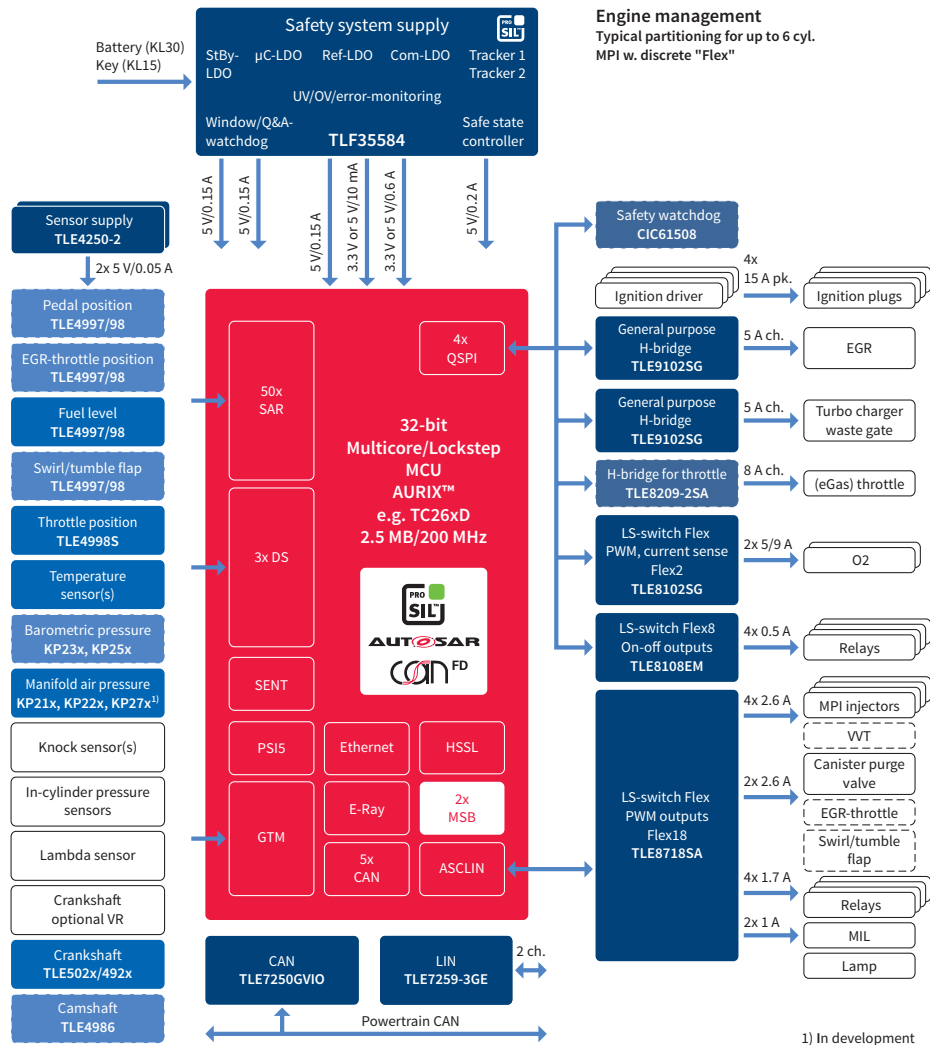 Engine management
Typical partitioning for up to 6 cyl.
MPI w. discrete "Flex"
Battery (KL30)
Key (KL15)
Safety system supply
PRO
SIL™
StBy-
LDO
µC-LDO
Ref-LDO
Com-LDO
Tracker 1
Tracker 2
UV/OV/error-monitoring
Window/Q&A-
watchdog
TLF35584
Safe state
controller
5 V/0.15 A
5 V/0.15 A
5 V/0.15 A
3.3 V or 5 V/10 mA
3.3 V or 5 V/0.6 A
5 V/0.2 A
Sensor supply
TLE4250-2
2x 5 V/0.05 A
Pedal position
TLE4997/98
EGR-throttle position
TLE4997/98
Fuel level
TLE4997/98
Swirl/tumble flap
TLE4997/98
Throttle position
TLE4998S
Temperature
sensor(s)
Barometric pressure
KP23x, KP25x
Manifold air pressure
KP21x, KP22x, KP27x1)
Knock sensor(s)
In-cylinder pressure
sensors
Lambda sensor
Crankshaft
optional VR
Crankshaft
TLE502x/492x
Camshaft
TLE4986
50x
SAR
3x DS
SENT
PSI5
GTM
4x
QSPI
32-bit
Multicore/Lockstep
MCU
AURIX™
e.g. TC26xD
2.5 MB/200 MHz
PRO
SIL™
AUTOSAR
CAN FD
Ethernet
HSSL
E-Ray
2x
MSB
5x
CAN
ASCLIN
CAN
TLE7250GVIO
LIN
TLE7259-3GE
2 ch.
Powertrain CAN
Safety watchdog
CIC61508
Ignition driver
4x
15 A pk.
Ignition plugs
General purpose
H-bridge
TLE9102SG
5 A ch.
EGR
General purpose
H-bridge
TLE9102SG
5 A ch.
Turbo charger
waste gate
H-bridge for throttle
TLE8209-2SA
8 A ch.
(eGas) throttle
LS-switch Flex
PWM, current sense
Flex2
TLE8102SG
2x 5/9 A
O2
LS-switch Flex8
On-off outputs
TLE8108EM
4x 0.5 A
Relays
LS-switch Flex
PWM outputs
Flex18
TLE8718SA
4x 2.6 A
MPI injectors
VVT
2x 2.6 A
Canister purge
valve
EGR-throttle
Swirl/tumble
flap
4x 1.7 A
Relays
2x 1 A
MIL
Lamp
1) In development